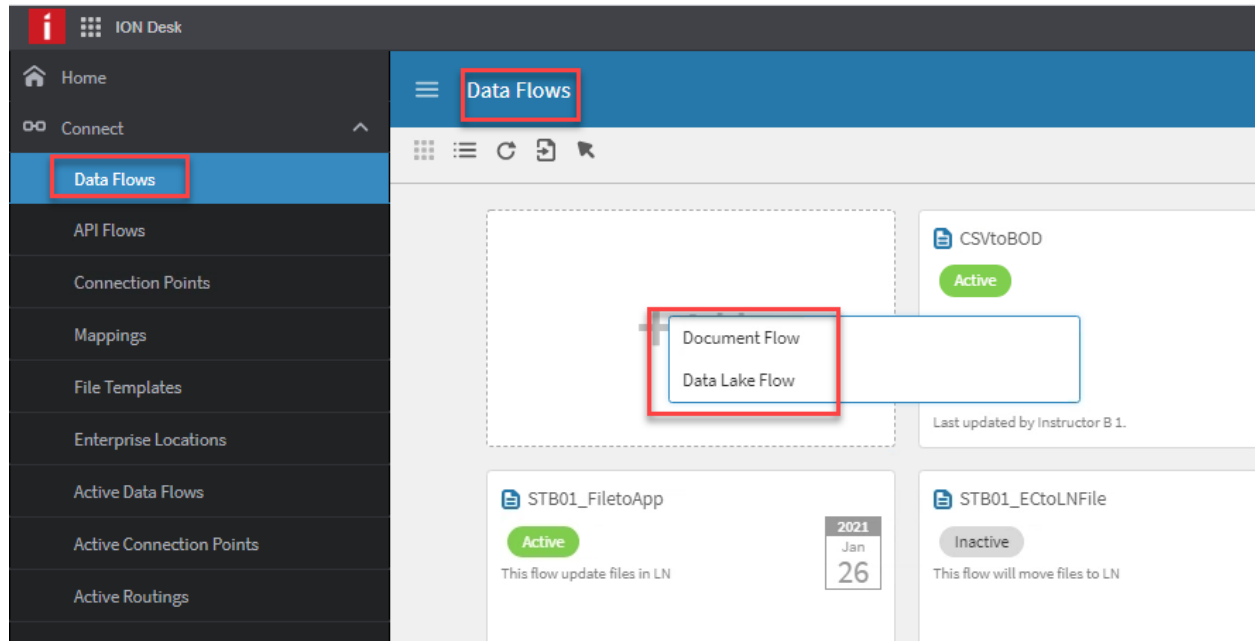 ION Desk
Home
Connect
Data Flows
API Flows
Connection Points
Mappings
File Templates
Enterprise Locations
Active Data Flows
Active Connection Points
Active Routings
Data Flows
Document Flow
Data Lake Flow
CSVtoBOD
Active
Last updated by Instructor B 1.
STB01_FiletoApp
Active
2021
Jan
26
This flow update files in LN
STB01_ECtoLNFile
Inactive
This flow will move files to LN